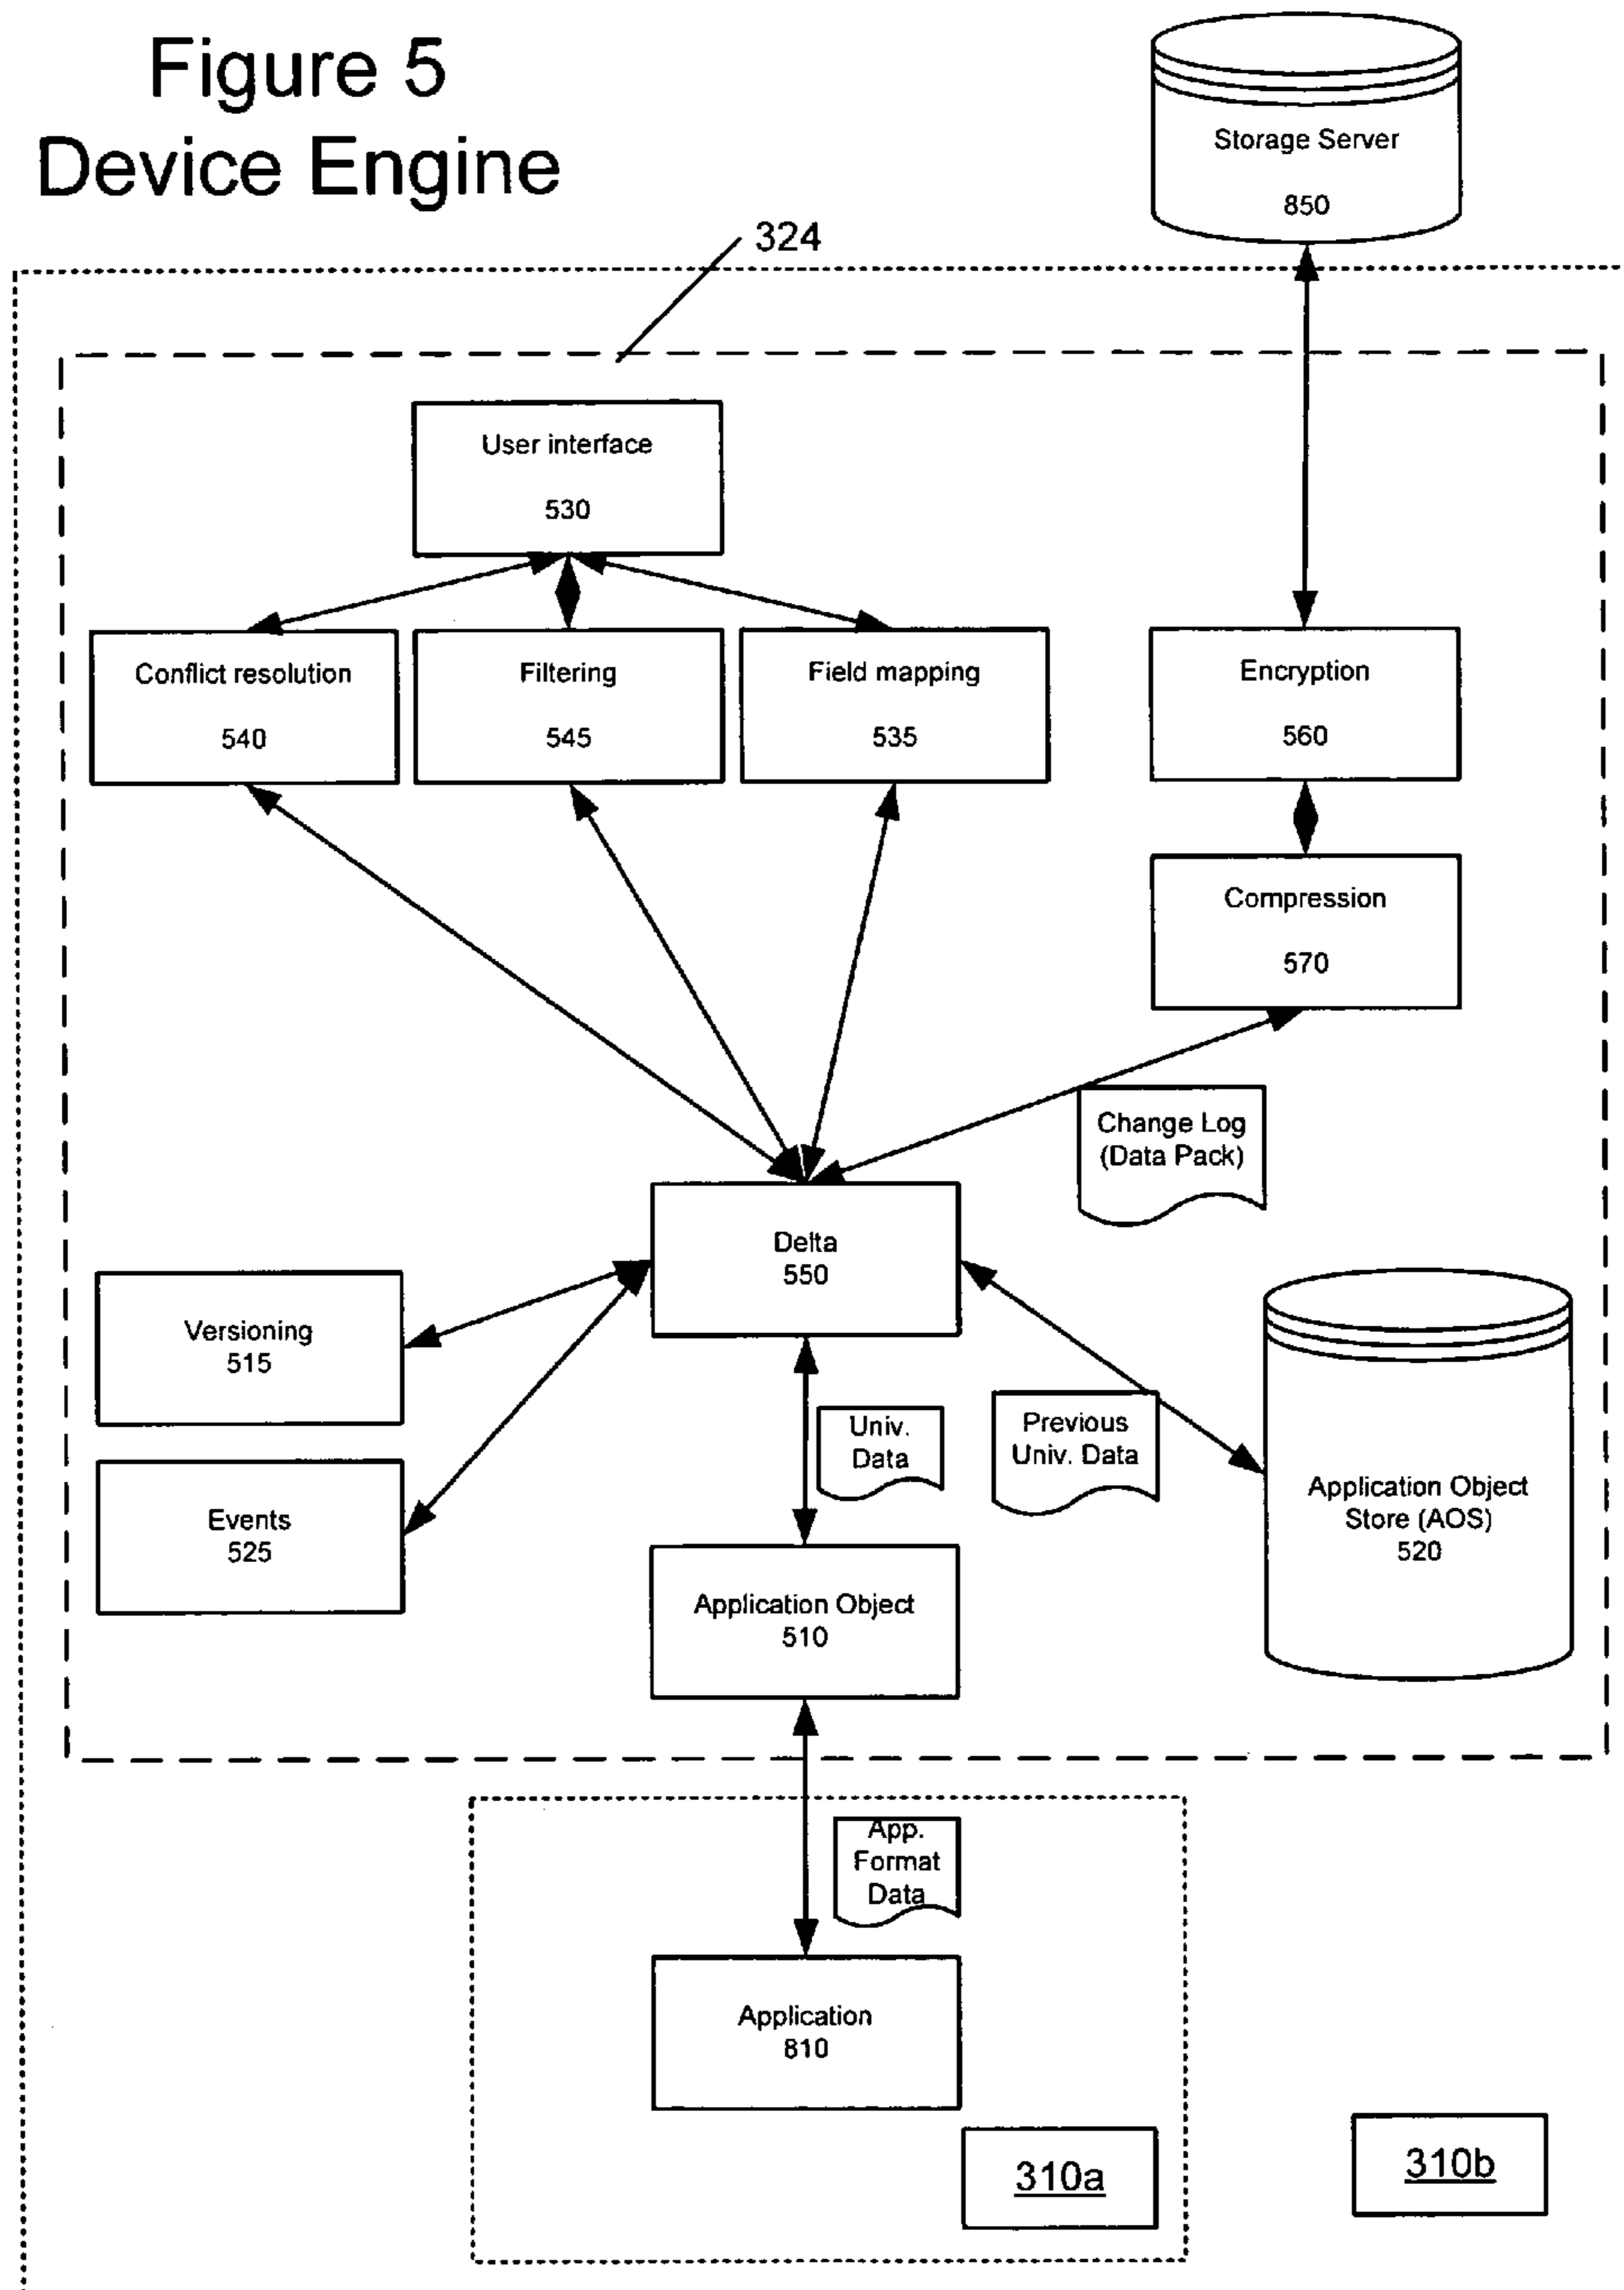 Figure 5
Device Engine
Storage Server
850
324
User interface
530
Conflict resolution
540
Filtering
545
Field mapping
535
Encryption
560
Compression
570
Change Log
(Data Pack)
Delta
550
Versioning
515
Events
525
Univ.
Data
Previous
Univ. Data
Application Object
Store (AOS)
520
Application Object
510
App.
Format
Data
Application
810
310a
310b